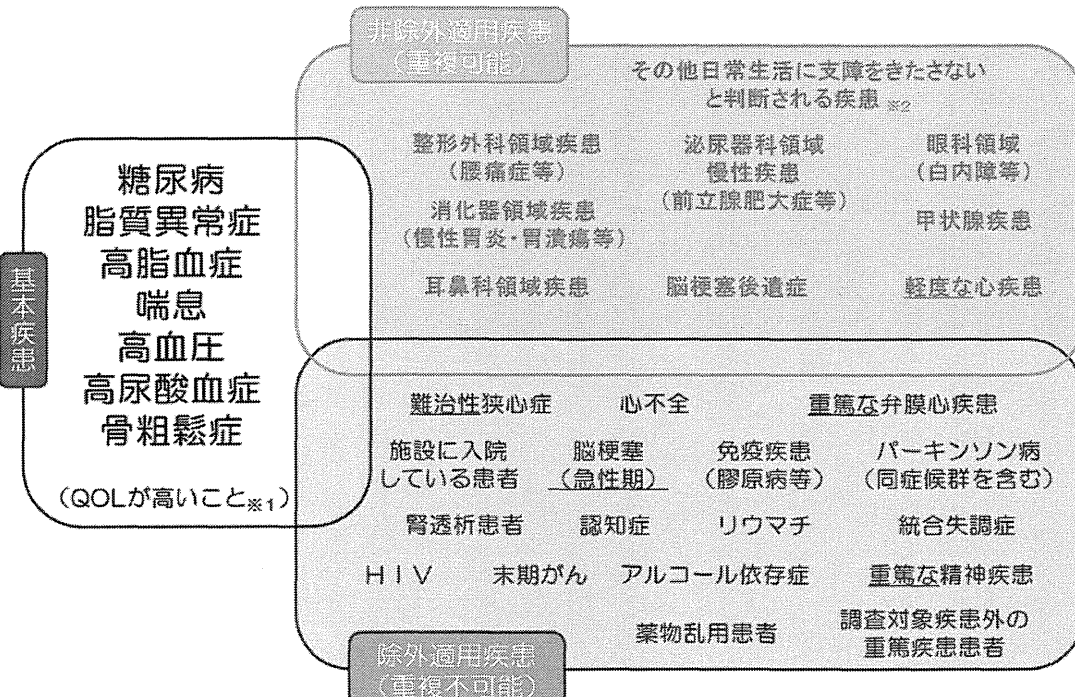 非除外適用疾患
（重複可能）
その他日常生活に支障をきたさない
と判断される疾患 ※2
整形外科領域疾患
（腰痛症等）
泌尿器科領域
慢性疾患
（前立腺肥大症等）
眼科領域
（白内障等）
消化器領域疾患
（慢性胃炎・胃潰瘍等）
甲状腺疾患
耳鼻科領域疾患
脳梗塞後遺症
軽度な心疾患
基本疾患
糖尿病
脂質異常症
高脂血症
喘息
高血圧
高尿酸血症
骨粗鬆症
（QOLが高いこと※1）
難治性狭心症
心不全
重篤な弁膜心疾患
施設に入院
している患者
脳梗塞
（急性期）
免疫疾患
（膠原病等）
パーキンソン病
（同症候群を含む）
腎透析患者
認知症
リウマチ
統合失調症
ＨＩＶ
末期がん
アルコール依存症
重篤な精神疾患
薬物乱用患者
調査対象疾患外の
重篤疾患患者
除外適用疾患
（重複不可能）